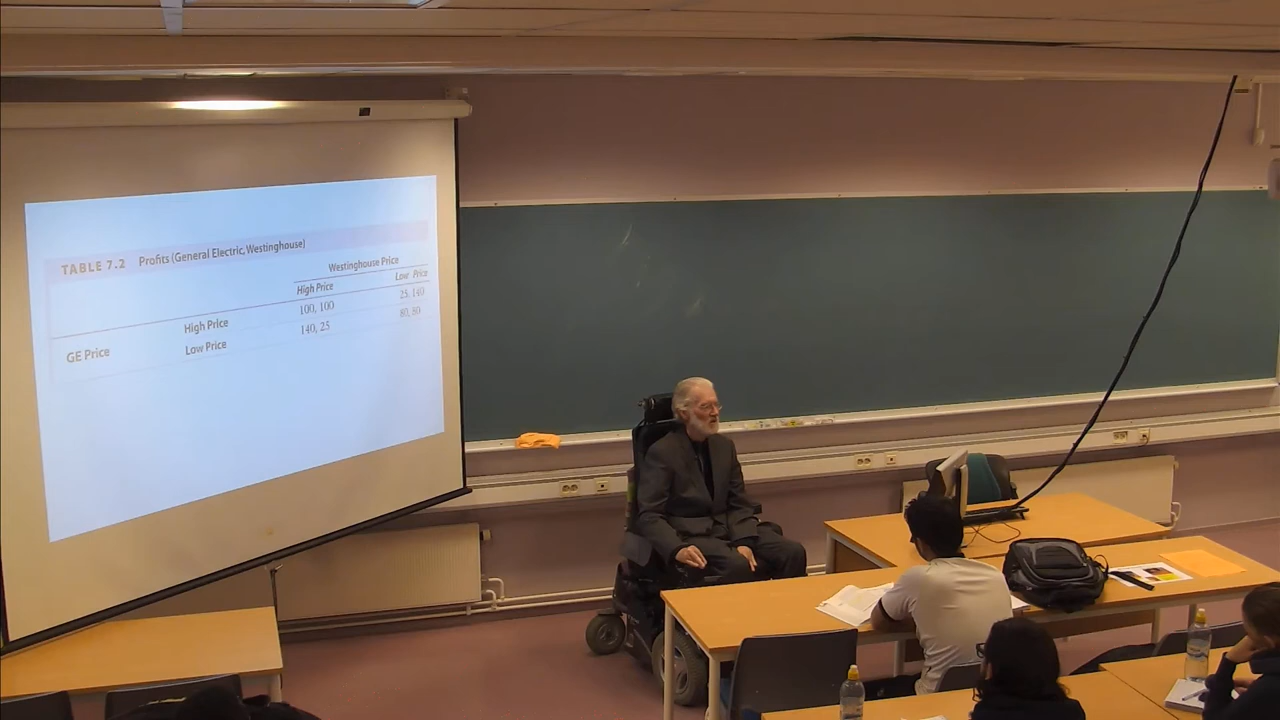 TABLE 7.2 Profits (General Electric, Westinghouse)
Westinghouse Price
High Price Low Price
High Price 100, 100 25, 140
GE Price Low Price 140, 25 80, 80